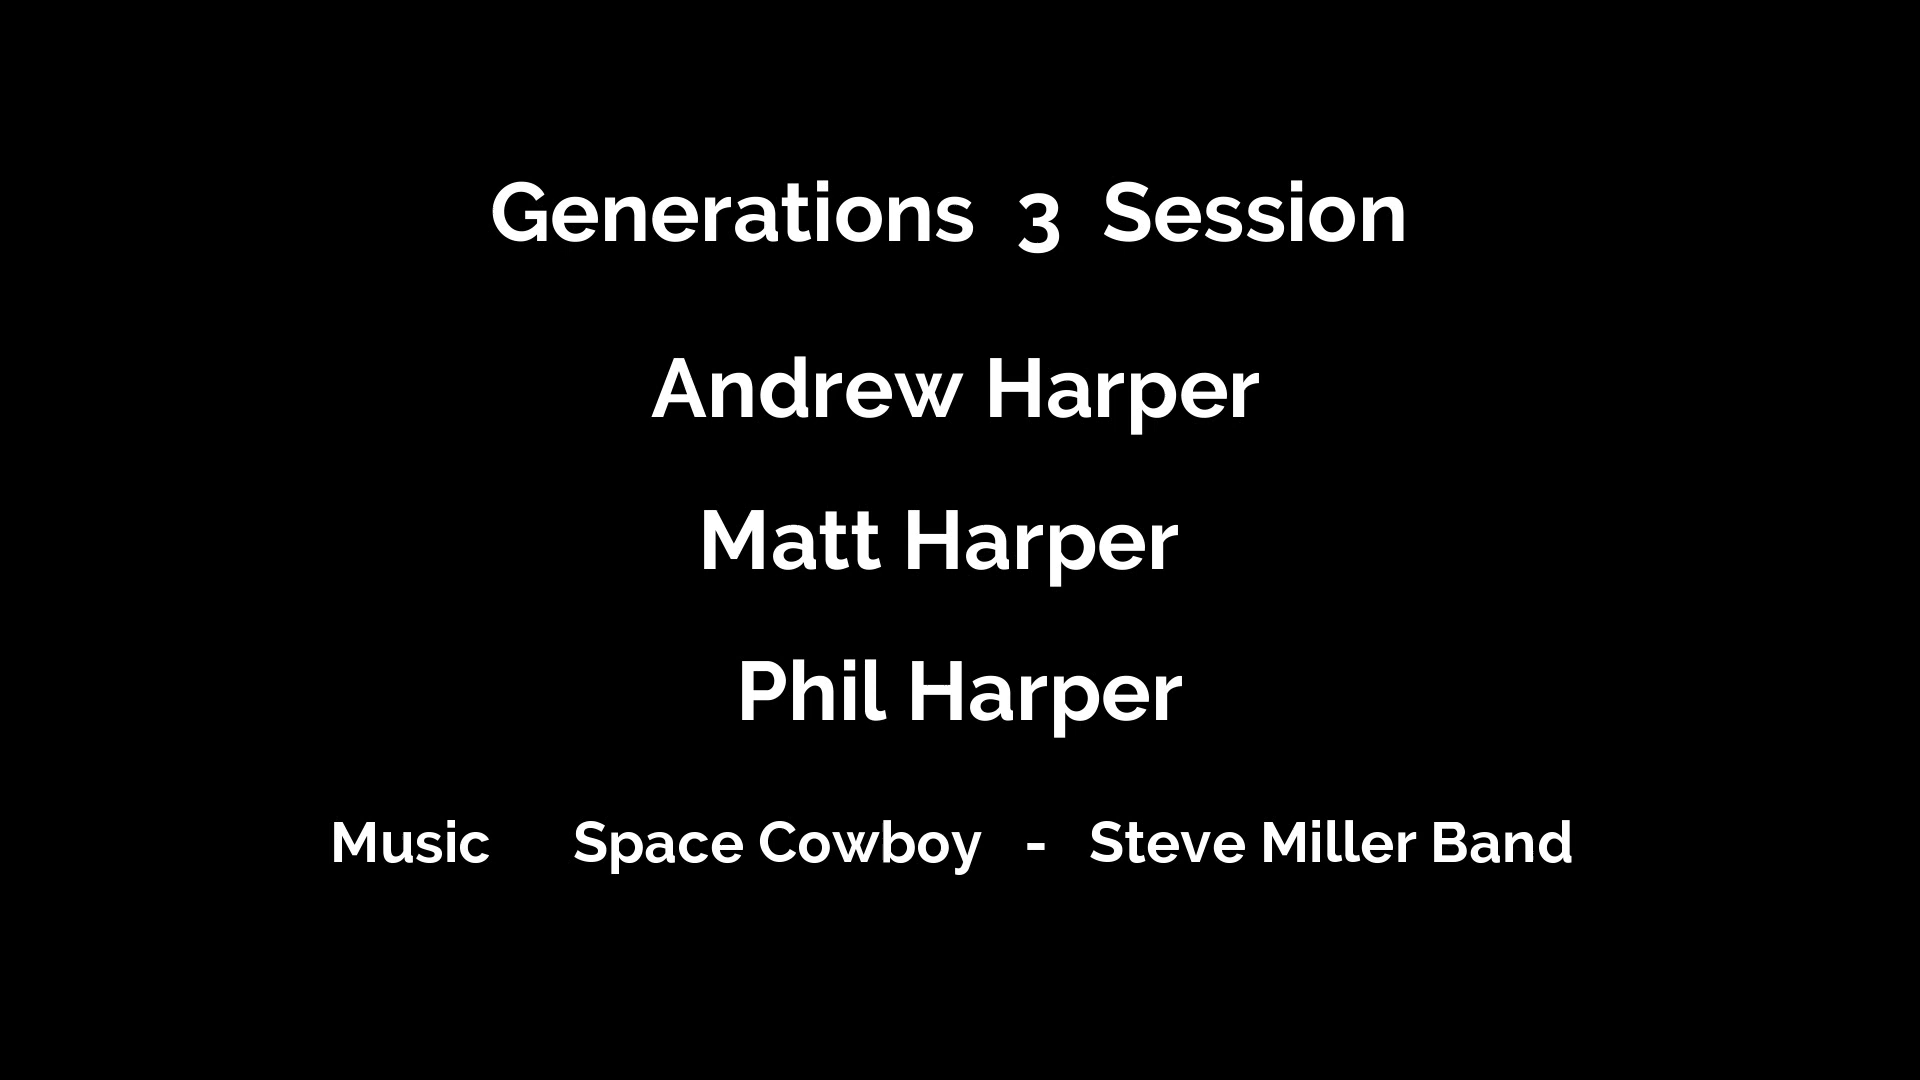 Generations 3 Session
Andrew Harper
Matt Harper
Phil Harper
Music Space Cowboy - Steve Miller Band